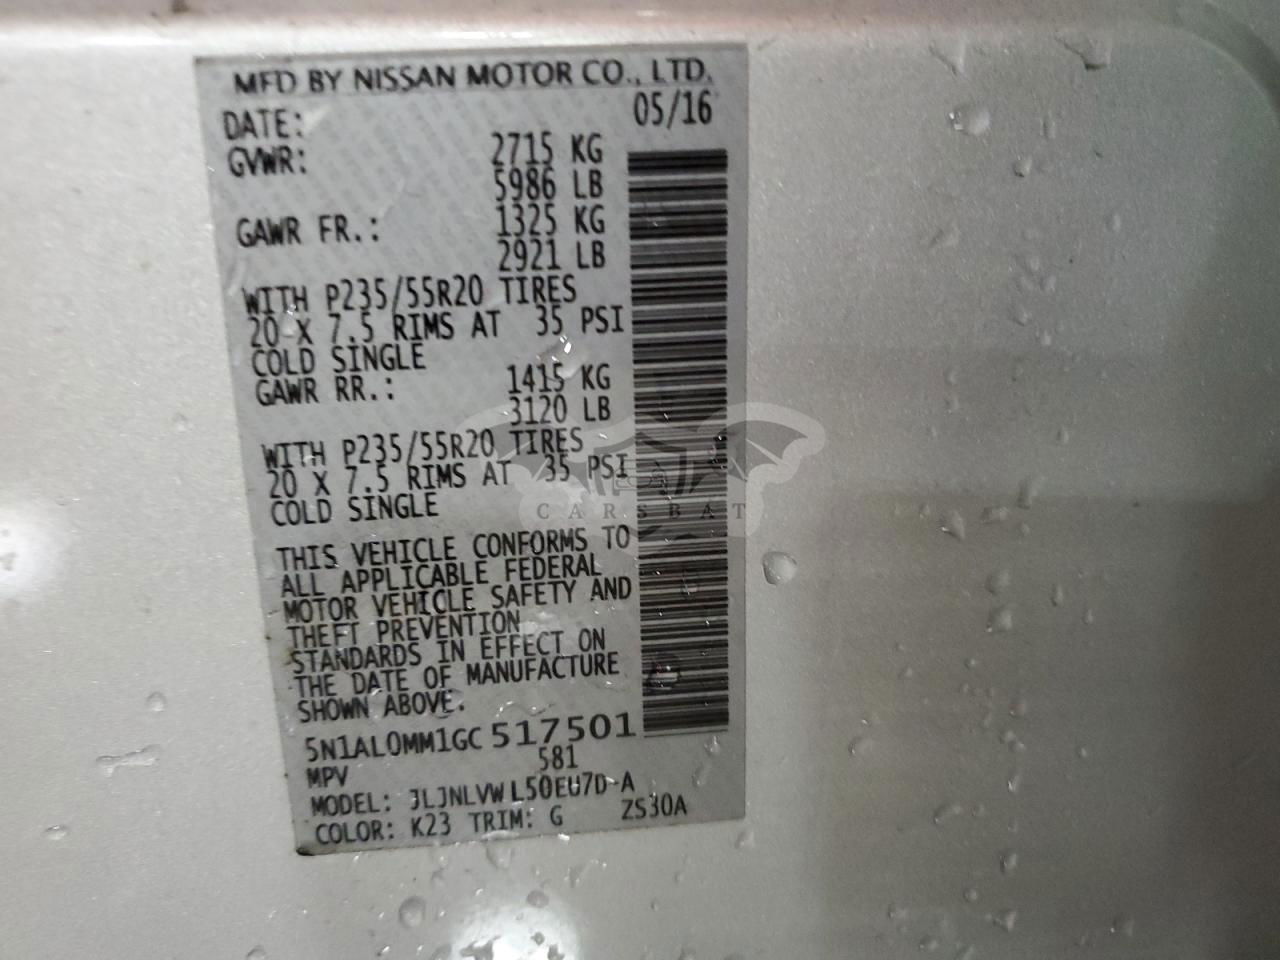 MFD BY NISSAN MOTOR CO., LTD.
DATE: 05/16
GVWR: 2715 KG
5986 LB
GAWR FR.: 1325 KG
2921 LB
WITH P235/55R20 TIRES
20 X 7.5 RIMS AT 35 PSI
COLD SINGLE
GAWR RR.: 1415 KG
3120 LB
WITH P235/55R20 TIRES
20 X 7.5 RIMS AT 35 PSI
COLD SINGLE
CARSBAT
THIS VEHICLE CONFORMS TO
ALL APPLICABLE FEDERAL
MOTOR VEHICLE SAFETY AND
THEFT PREVENTION
STANDARDS IN EFFECT ON
THE DATE OF MANUFACTURE
SHOWN ABOVE.
5N1AL0MM1GC517501
MPV 581
MODEL: JLJNLVWL50EU7D-A
COLOR: K23 TRIM: G ZS30A